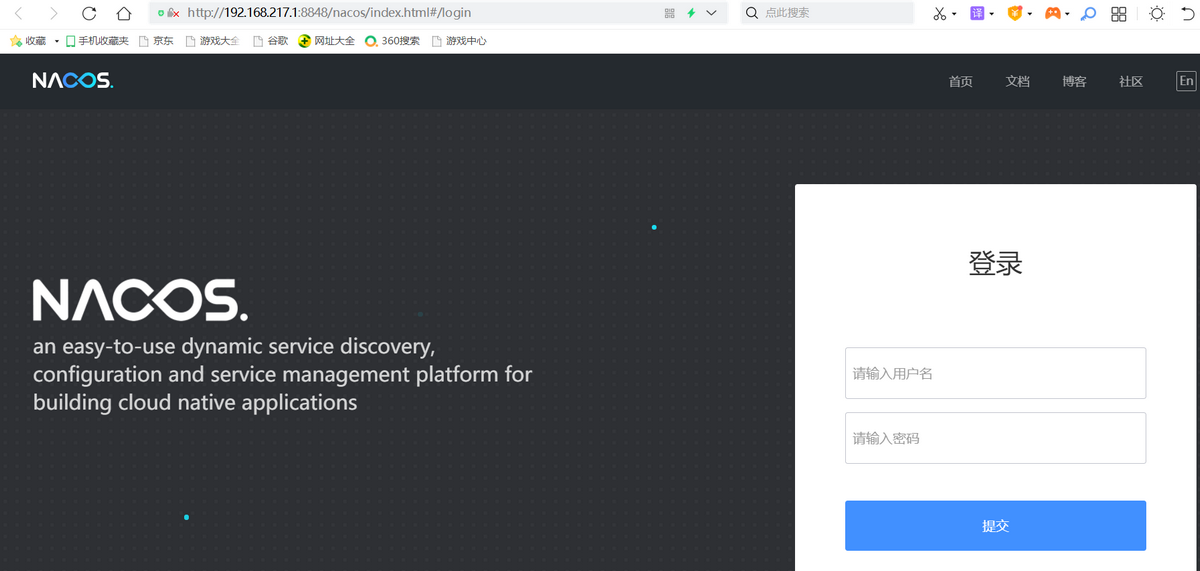 http://192.168.217.1:8848/nacos/index.html#/login
点此搜索
译
收藏 手机收藏夹 京东 游戏大全 谷歌 网址大全 360搜索 游戏中心
NACOS. 首页 文档 博客 社区 En
登录
NACOS.
an easy-to-use dynamic service discovery,
configuration and service management platform for
building cloud native applications
请输入用户名
请输入密码
提交